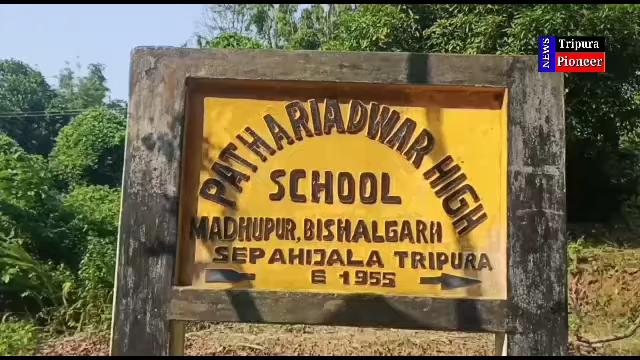 PATHARIADWAR HIGH
SCHOOL
MADHUPUR, BISHALGARH
SEPAHIJALA TRIPURA
E 1955
NEWS
Tripura
Pioneer